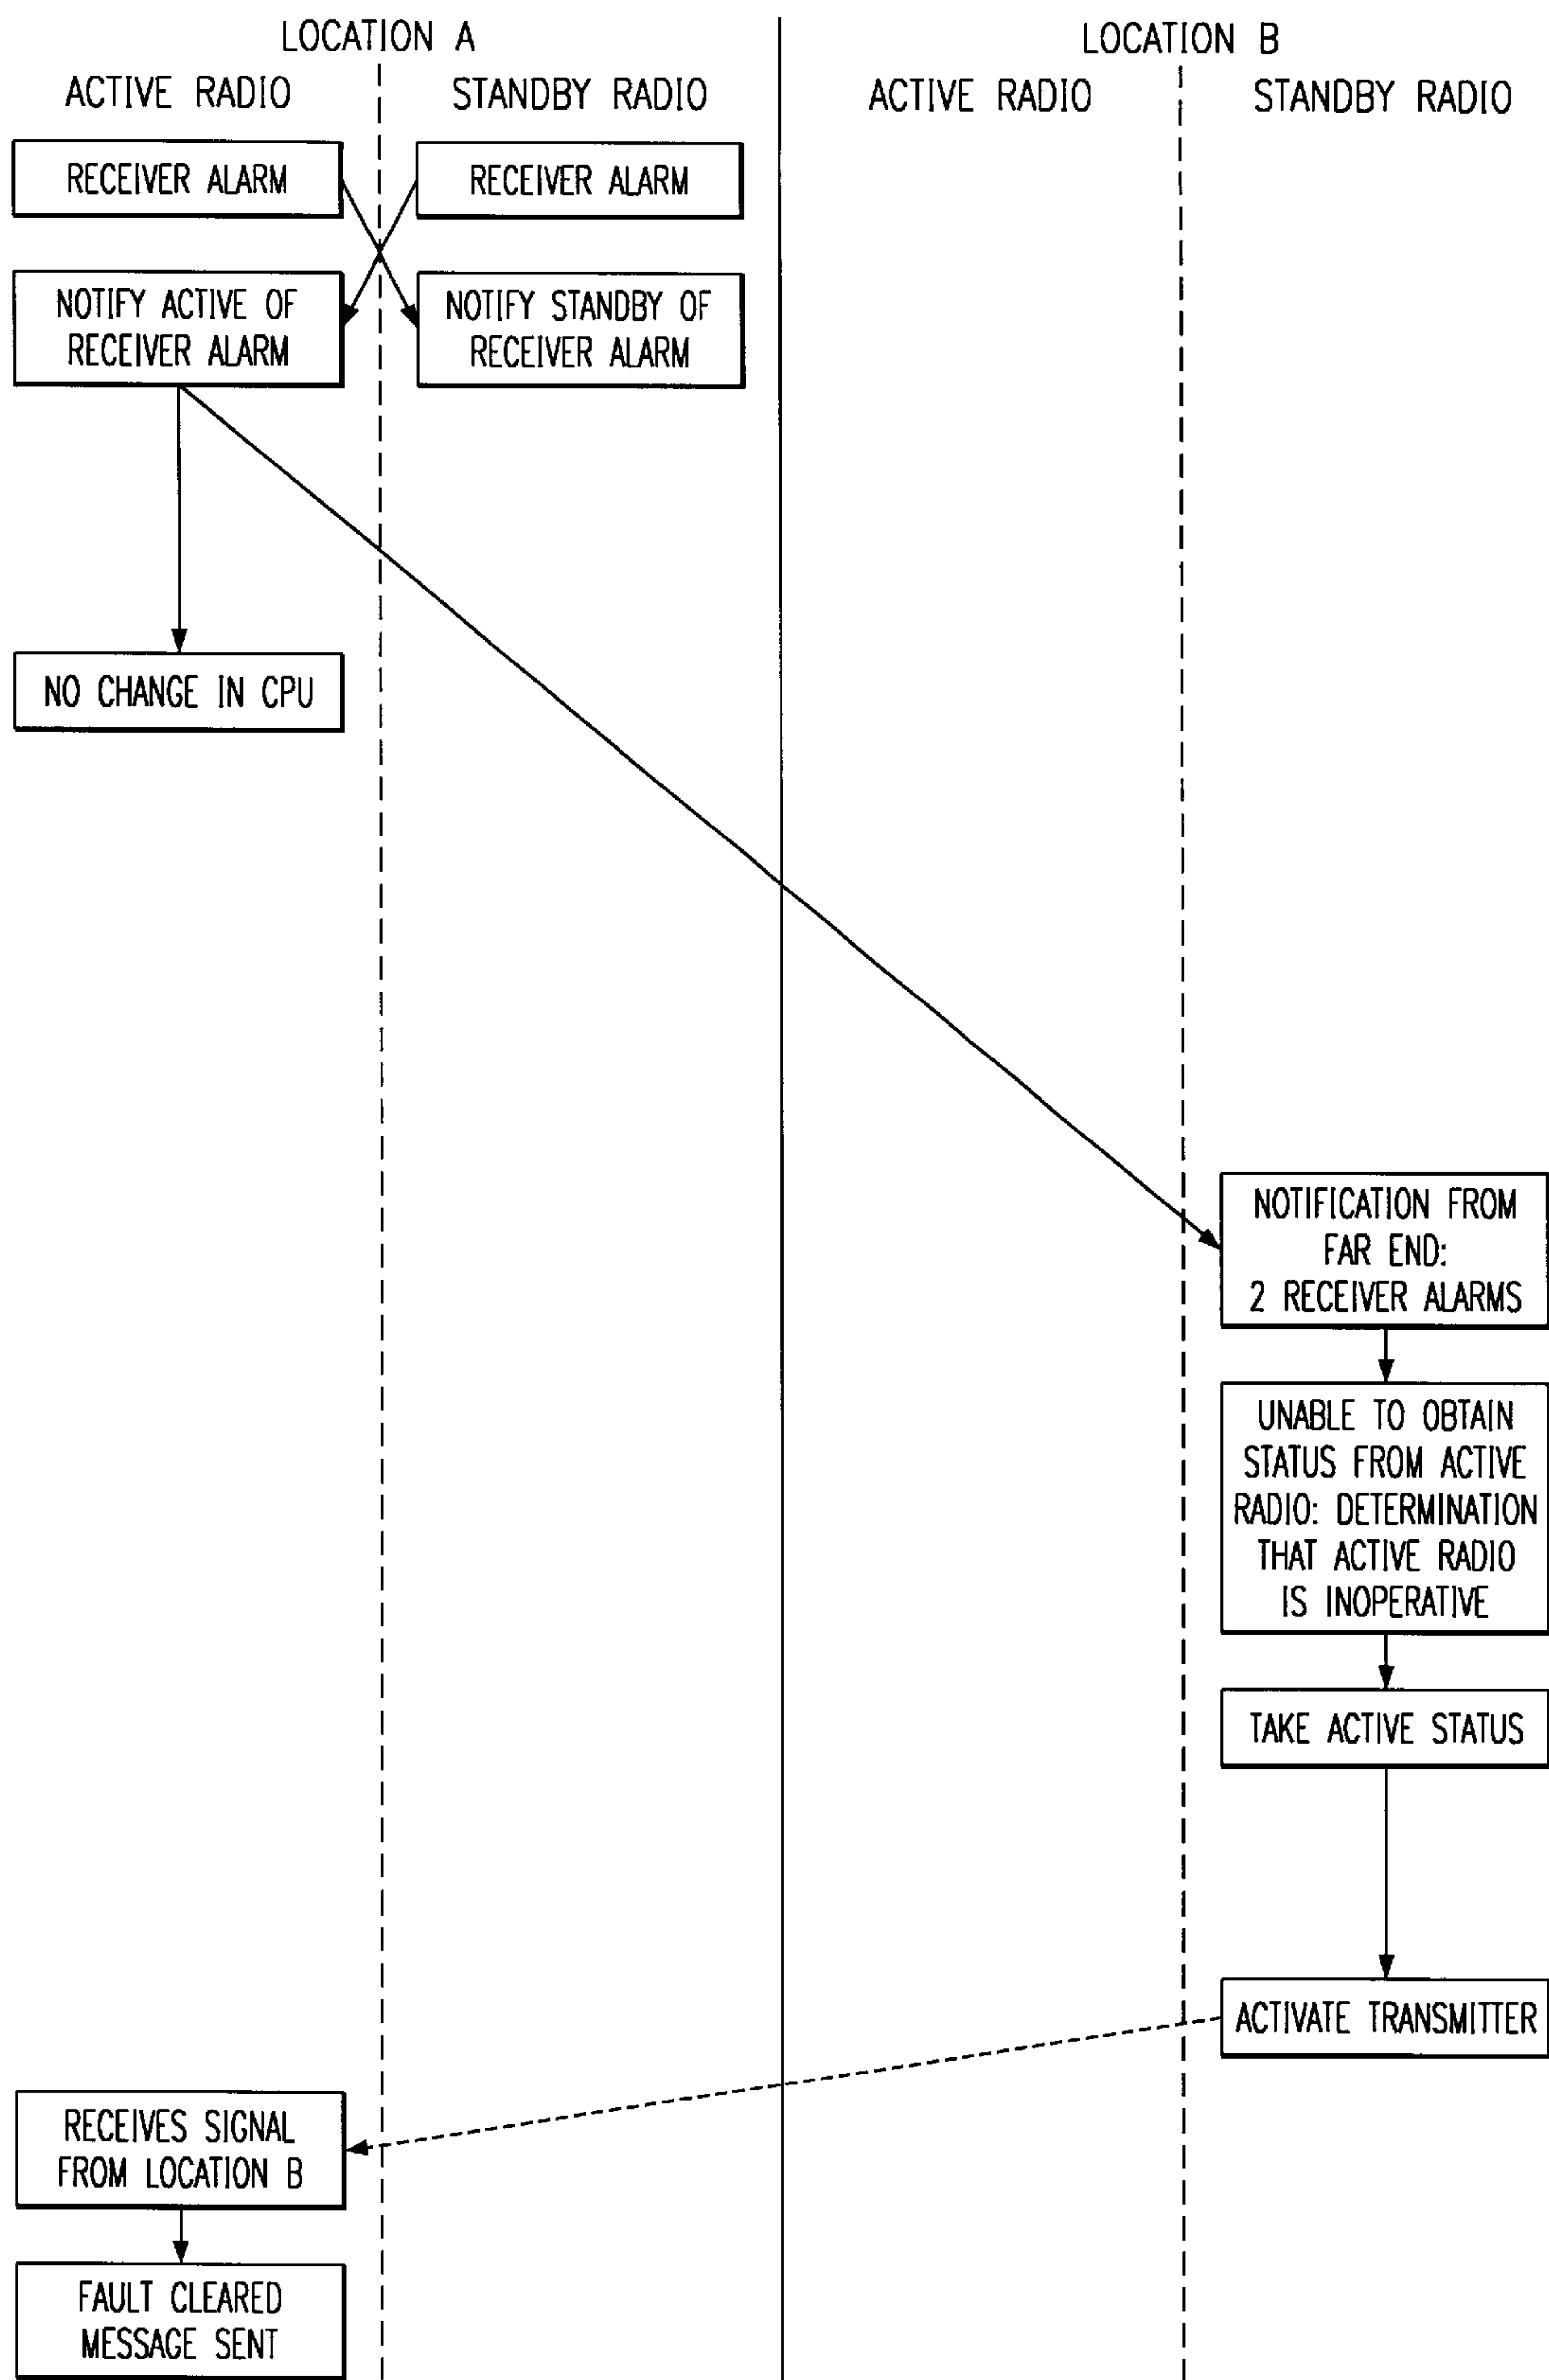 LOCATION A
LOCATION B
ACTIVE RADIO
STANDBY RADIO
ACTIVE RADIO
STANDBY RADIO
RECEIVER ALARM
RECEIVER ALARM
NOTIFY ACTIVE OF
RECEIVER ALARM
NOTIFY STANDBY OF
RECEIVER ALARM
NO CHANGE IN CPU
NOTIFICATION FROM
FAR END:
2 RECEIVER ALARMS
UNABLE TO OBTAIN
STATUS FROM ACTIVE
RADIO: DETERMINATION
THAT ACTIVE RADIO
IS INOPERATIVE
TAKE ACTIVE STATUS
ACTIVATE TRANSMITTER
RECEIVES SIGNAL
FROM LOCATION B
FAULT CLEARED
MESSAGE SENT